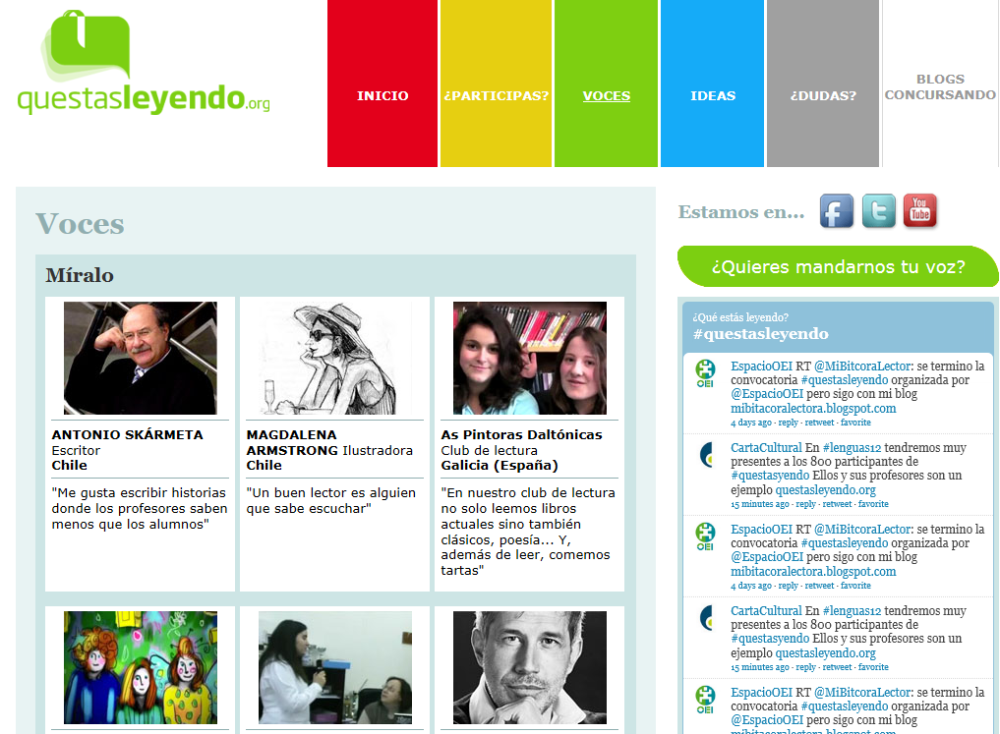 questasleyendo.org
INICIO
¿PARTICIPAS?
VOCES
IDEAS
¿DUDAS?
BLOGS
CONCURSANDO
Voces
Míralo
ANTONIO SKÁRMETA
Escritor
Chile
"Me gusta escribir historias
donde los profesores saben
menos que los alumnos"
MAGDALENA
ARMSTRONG Ilustradora
Chile
"Un buen lector es alguien
que sabe escuchar"
As Pintoras Daltónicas
Club de lectura
Galicia (España)
"En nuestro club de lectura
no solo leemos libros
actuales sino también
clásicos, poesía... Y,
además de leer, comemos
tartas"
Estamos en...
You
Tube
¿Quieres mandarnos tu voz?
¿Qué estás leyendo?
#questasleyendo
OEI
EspacioOEI RT @MiBitcoraLector: se termino la
convocatoria #questasleyendo organizada por
@EspacioOEI pero sigo con mi blog
mibitacoralectora.blogspot.com
4 days ago · reply · retweet · favorite
CartaCultural En #lenguas12 tendremos muy
presentes a los 800 participantes de
#questasyendo Ellos y sus profesores son un
ejemplo questasleyendo.org
15 minutes ago · reply · retweet · favorite
OEI
EspacioOEI RT @MiBitcoraLector: se termino la
convocatoria #questasleyendo organizada por
@EspacioOEI pero sigo con mi blog
mibitacoralectora.blogspot.com
4 days ago · reply · retweet · favorite
CartaCultural En #lenguas12 tendremos muy
presentes a los 800 participantes de
#questasyendo Ellos y sus profesores son un
ejemplo questasleyendo.org
15 minutes ago · reply · retweet · favorite
OEI
EspacioOEI RT @MiBitcoraLector: se termino la
convocatoria #questasleyendo organizada por
@EspacioOEI pero sigo con mi blog
mibitacoralectora.blogspot.com